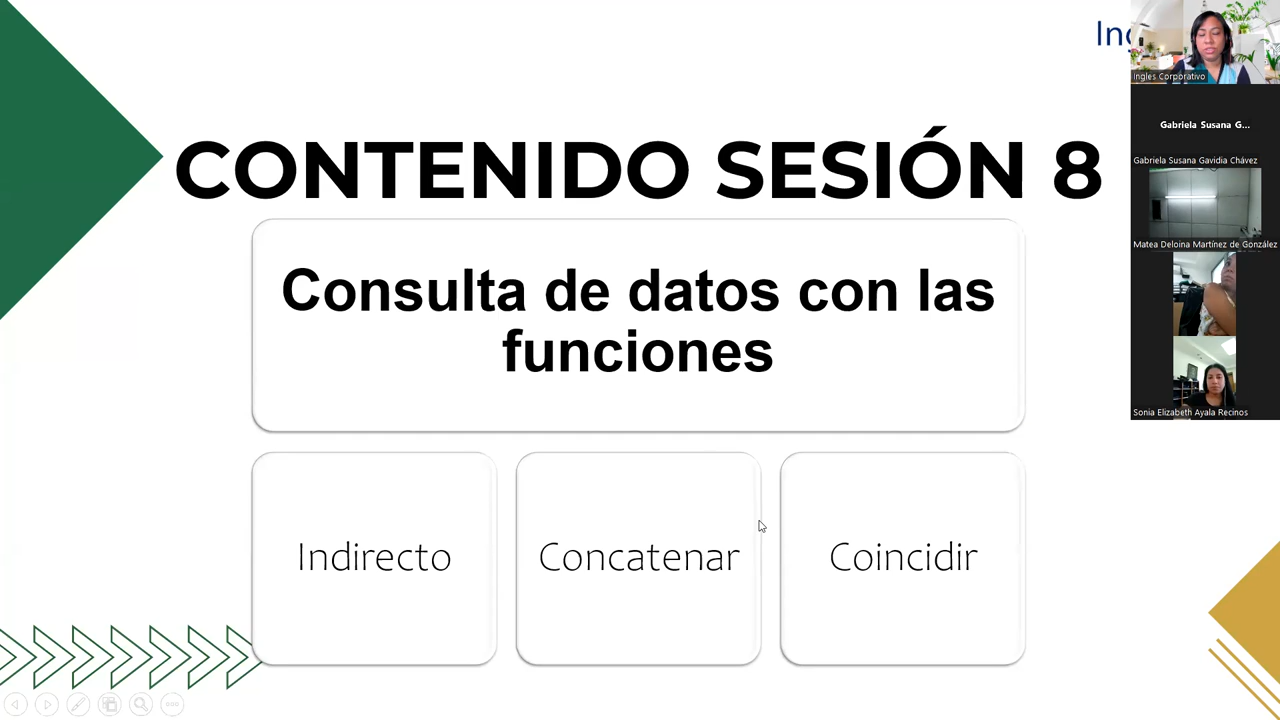 CONTENIDO SESIÓN 8
Consulta de datos con las
funciones
Indirecto
Concatenar
Coincidir
Ingles Corporativo
Gabriela Susana G...
Gabriela Susana Gavidia Chávez
Matea Deloina Martínez de González
Sonia Elizabeth Ayala Recinos